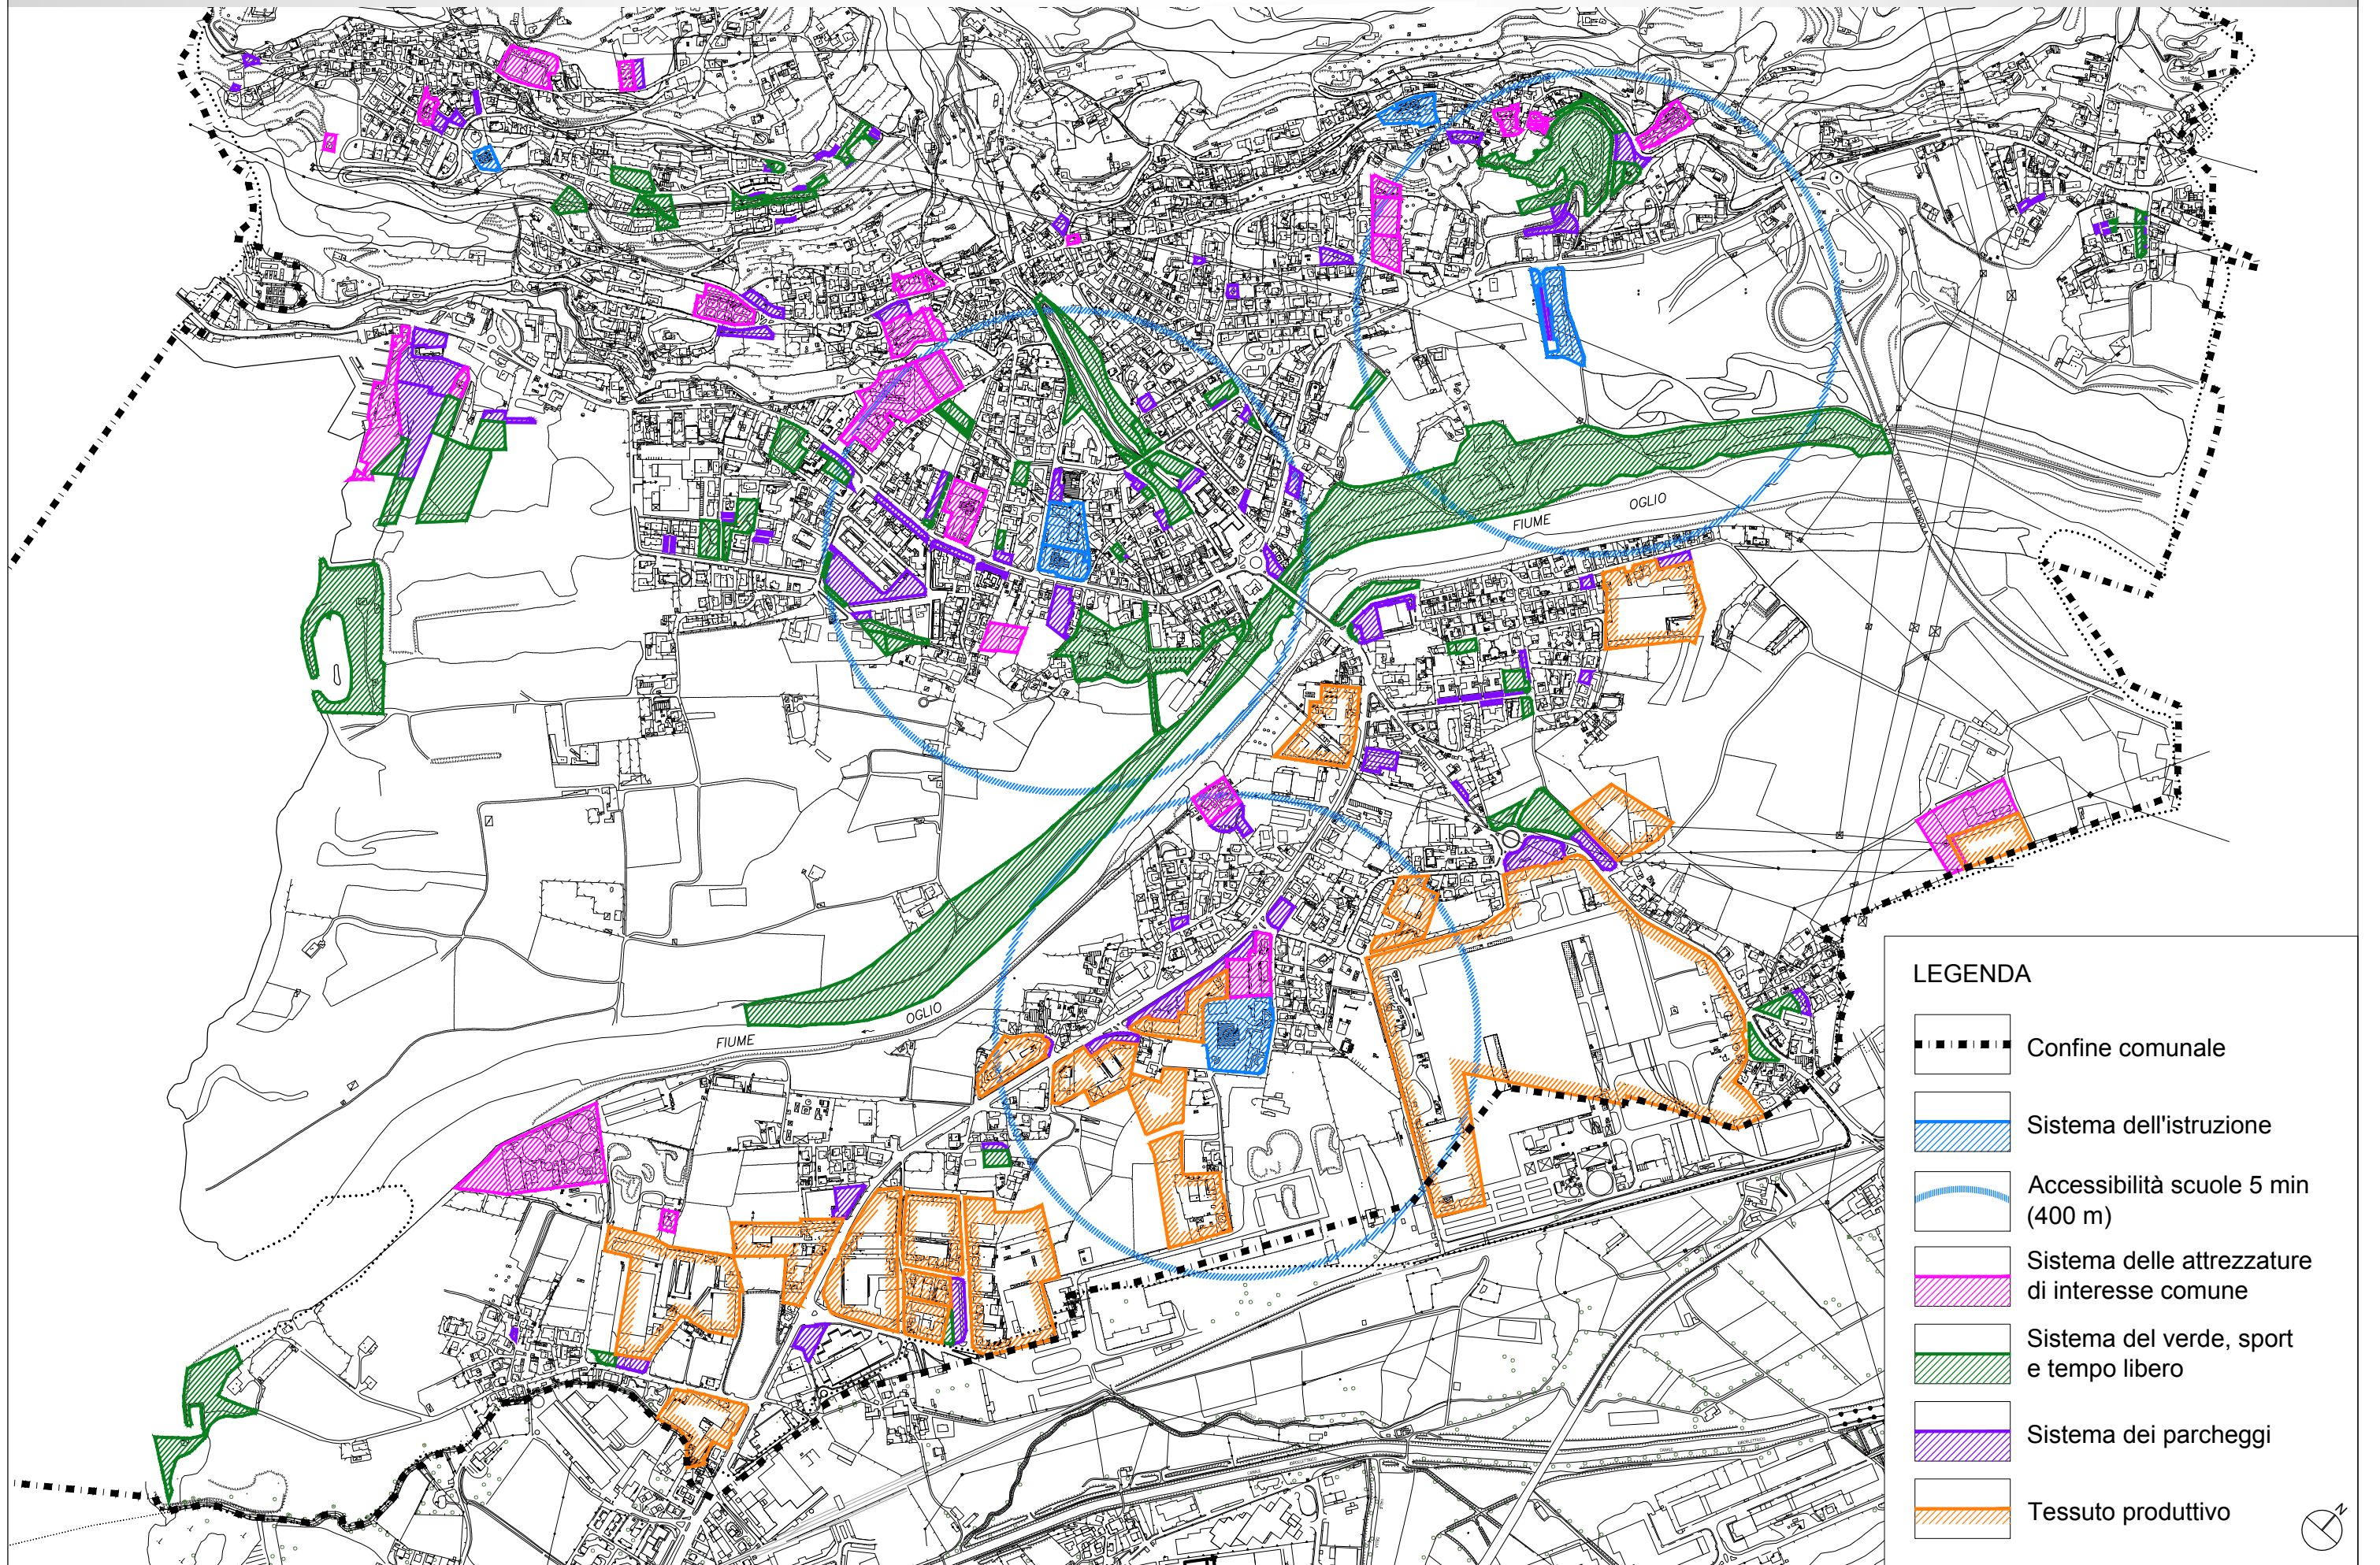 FIUME
OGLIO
FIUME
OGLIO
LEGENDA
Confine comunale
Sistema dell'istruzione
Accessibilità scuole 5 min
(400 m)
Sistema delle attrezzature
di interesse comune
Sistema del verde, sport
e tempo libero
Sistema dei parcheggi
Tessuto produttivo
N